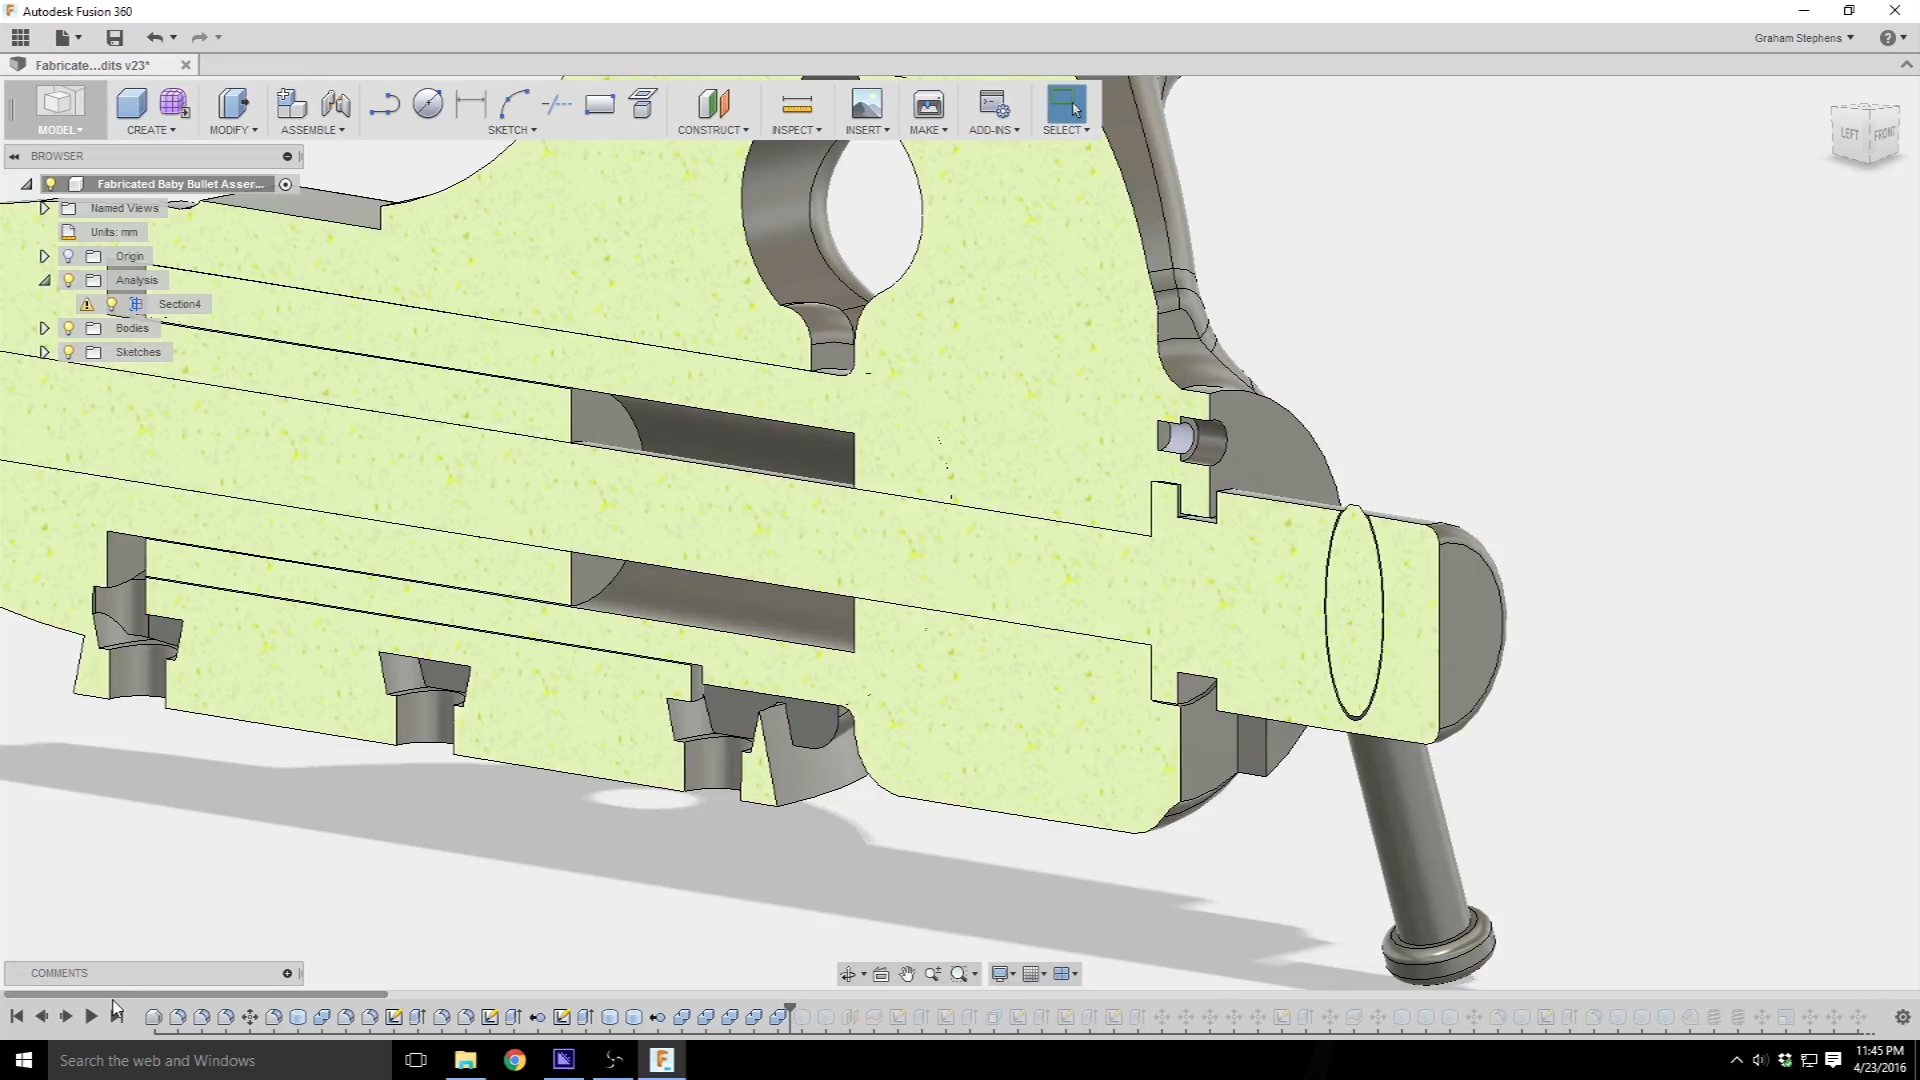 Autodesk Fusion 360
Graham Stephens
Fabricate...dits v23*
MODEL
CREATE
MODIFY
ASSEMBLE
SKETCH
CONSTRUCT
INSPECT
INSERT
MAKE
ADD-INS
SELECT
LEFT
FRONT
BROWSER
Fabricated Baby Bullet Asser...
Named Views
Units: mm
Origin
Analysis
Section4
Bodies
Sketches
COMMENTS
Search the web and Windows
11:45 PM
4/23/2016